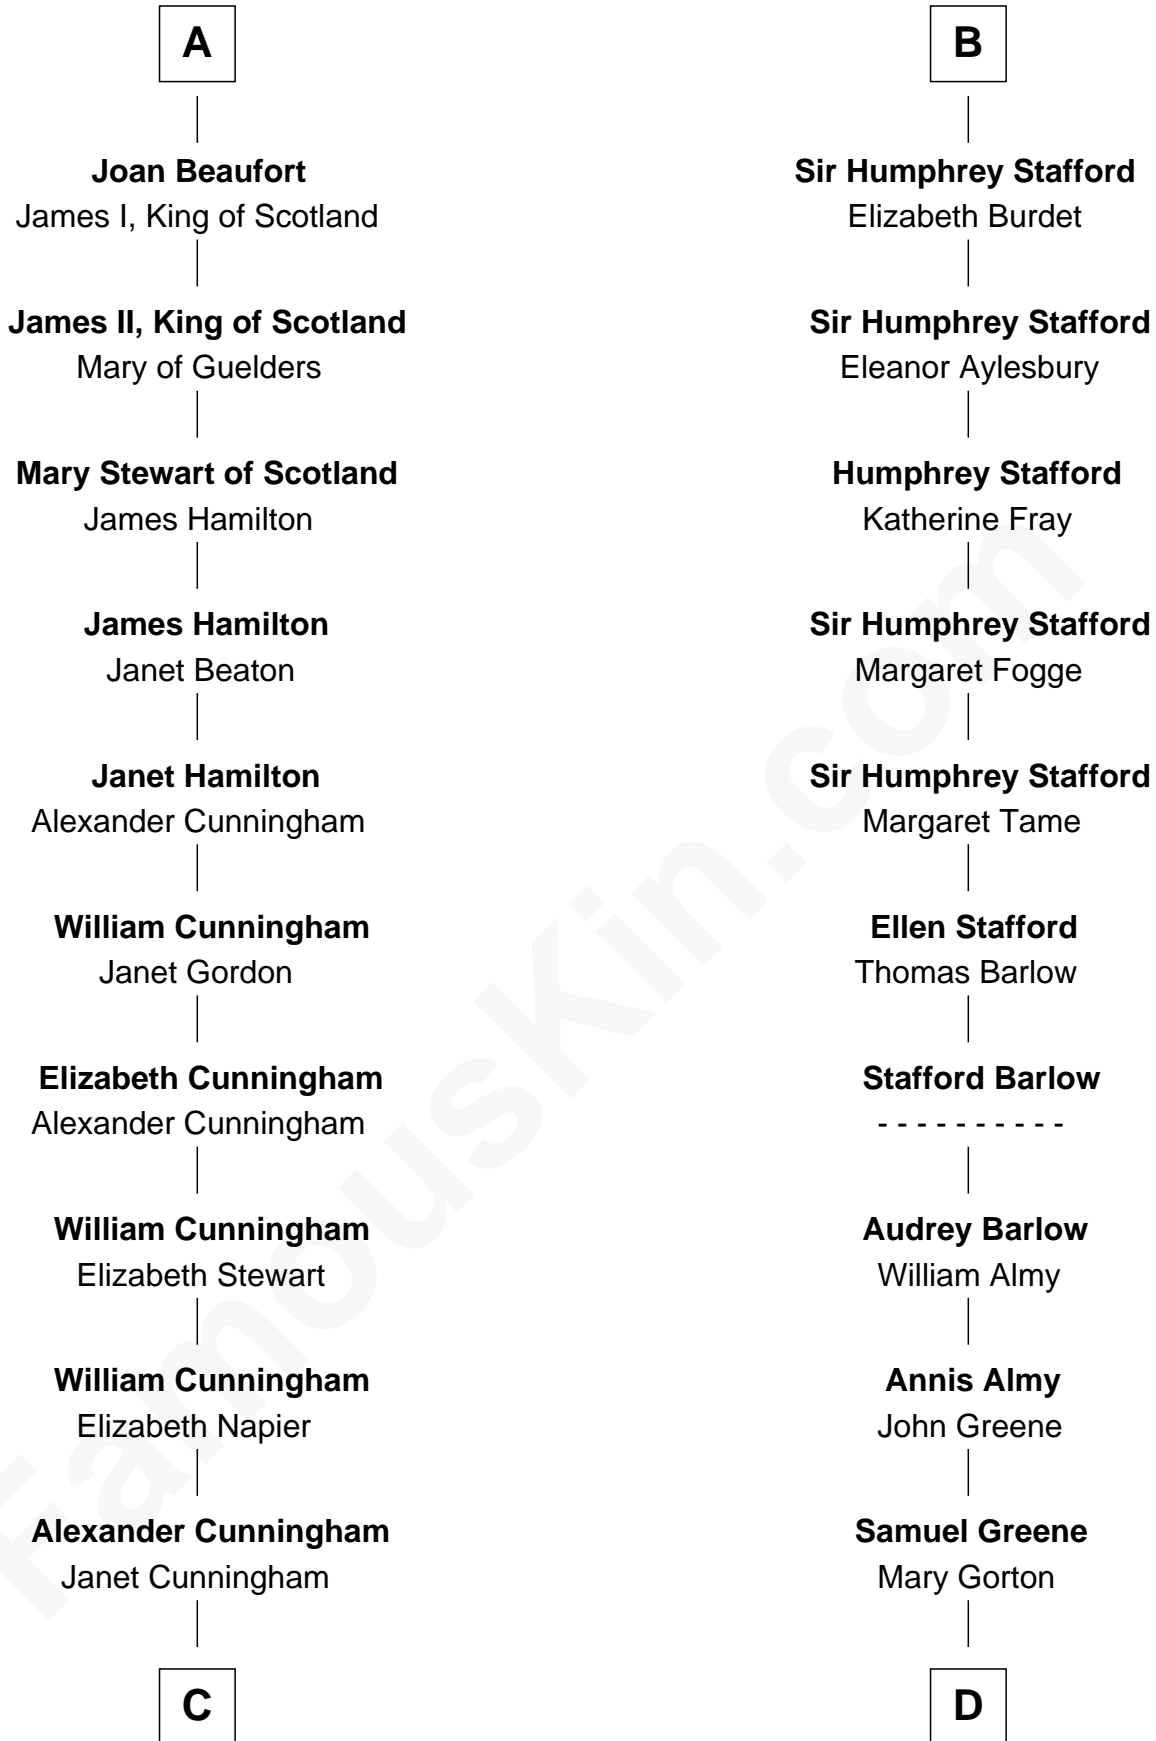 A
Joan Beaufort
James I, King of Scotland
James II, King of Scotland
Mary of Guelders
Mary Stewart of Scotland
James Hamilton
James Hamilton
Janet Beaton
Janet Hamilton
Alexander Cunningham
William Cunningham
Janet Gordon
Elizabeth Cunningham
Alexander Cunningham
William Cunningham
Elizabeth Stewart
William Cunningham
Elizabeth Napier
Alexander Cunningham
Janet Cunningham
C
B
Sir Humphrey Stafford
Elizabeth Burdet
Sir Humphrey Stafford
Eleanor Aylesbury
Humphrey Stafford
Katherine Fray
Sir Humphrey Stafford
Margaret Fogge
Sir Humphrey Stafford
Margaret Tame
Ellen Stafford
Thomas Barlow
Stafford Barlow
- - - - - - - - - -
Audrey Barlow
William Almy
Annis Almy
John Greene
Samuel Greene
Mary Gorton
D
FamousKin.com